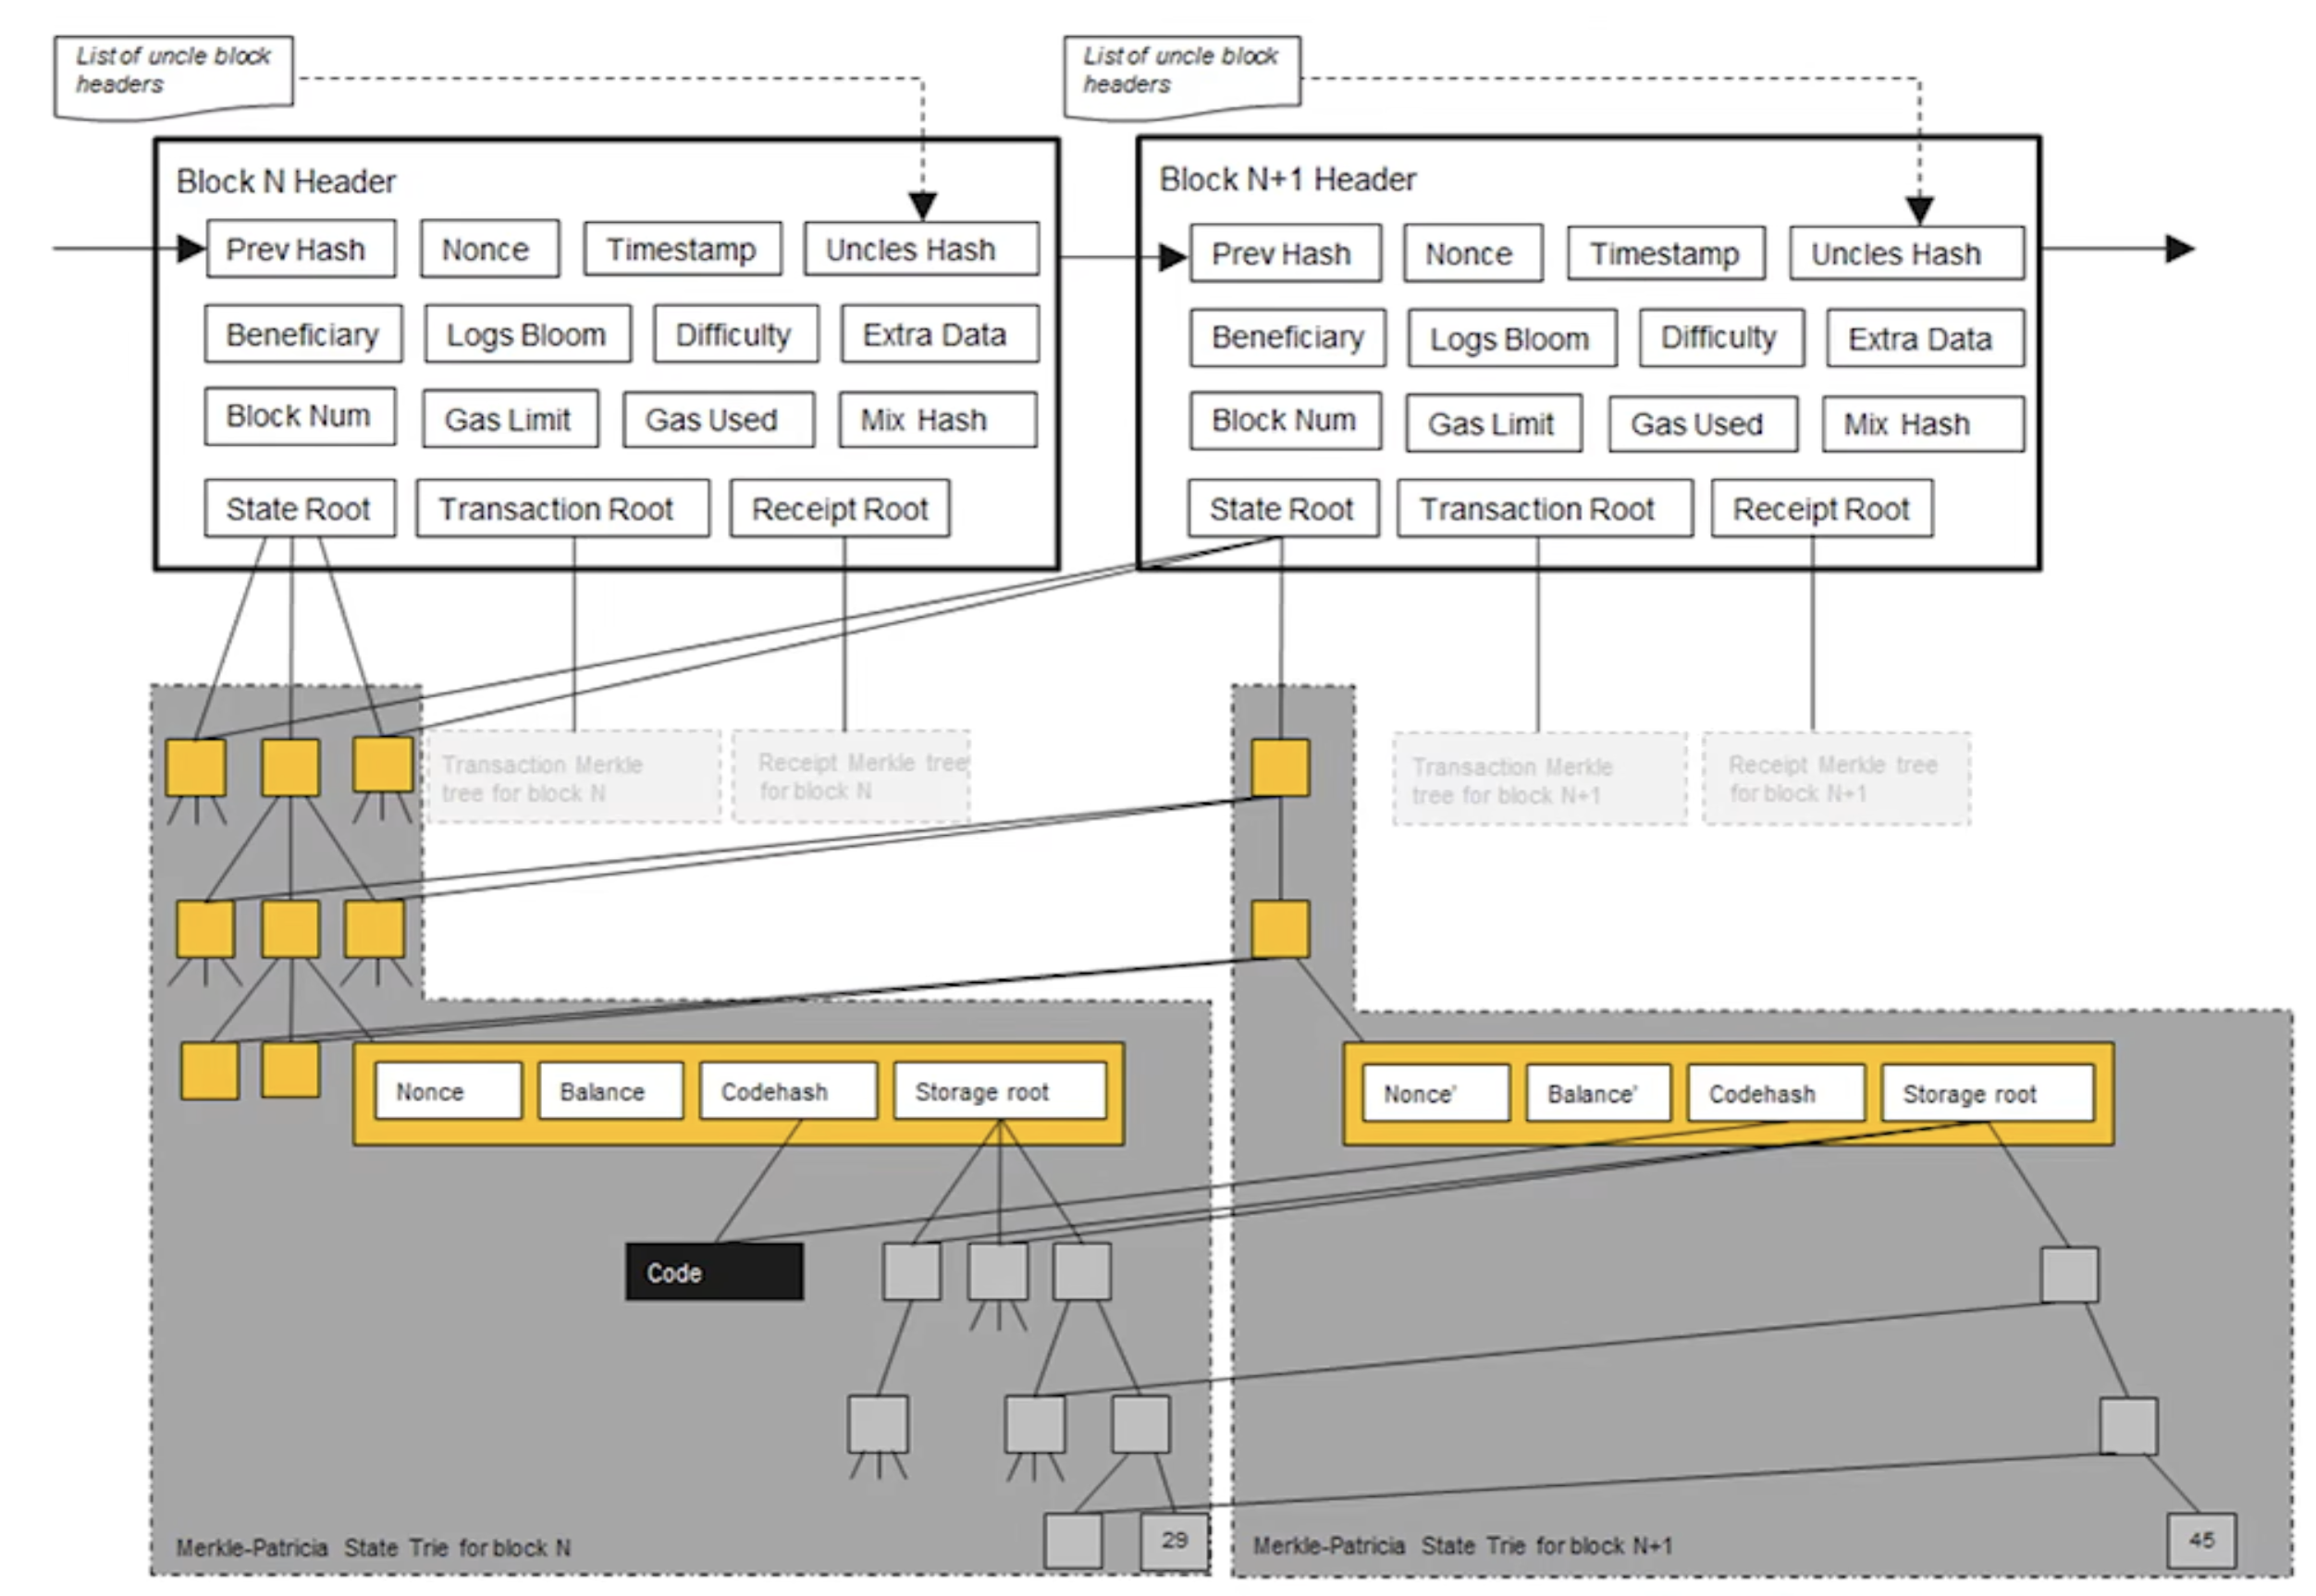 List of uncle block
headers
List of uncle block
headers
Block N Header
Prev Hash
Nonce
Timestamp
Uncles Hash
Beneficiary
Logs Bloom
Difficulty
Extra Data
Block Num
Gas Limit
Gas Used
Mix Hash
State Root
Transaction Root
Receipt Root
Block N+1 Header
Prev Hash
Nonce
Timestamp
Uncles Hash
Beneficiary
Logs Bloom
Difficulty
Extra Data
Block Num
Gas Limit
Gas Used
Mix Hash
State Root
Transaction Root
Receipt Root
Transaction Merkle
tree for block N
Receipt Merkle tree
for block N
Transaction Merkle
tree for block N+1
Receipt Merkle tree
for block N+1
Nonce
Balance
Codehash
Storage root
Nonce'
Balance'
Codehash
Storage root
Code
29
45
Merkle-Patricia State Trie for block N
Merkle-Patricia State Trie for block N+1